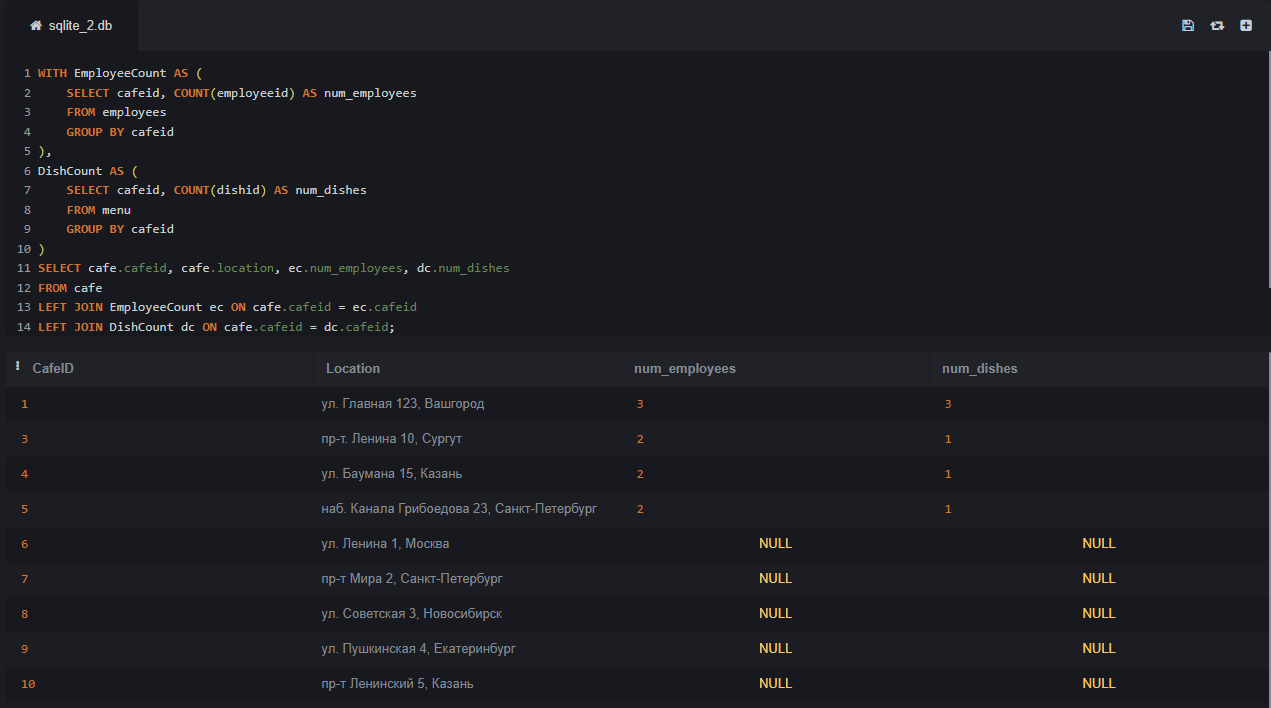 sqlite_2.db
1 WITH EmployeeCount AS (
2 SELECT cafeid, COUNT(employeeid) AS num_employees
3 FROM employees
4 GROUP BY cafeid
5 ),
6 DishCount AS (
7 SELECT cafeid, COUNT(dishid) AS num_dishes
8 FROM menu
9 GROUP BY cafeid
10 )
11 SELECT cafe.cafeid, cafe.location, ec.num_employees, dc.num_dishes
12 FROM cafe
13 LEFT JOIN EmployeeCount ec ON cafe.cafeid = ec.cafeid
14 LEFT JOIN DishCount dc ON cafe.cafeid = dc.cafeid;
CafeID Location num_employees num_dishes
1 ул. Главная 123, Вашгород 3 3
3 пр-т. Ленина 10, Сургут 2 1
4 ул. Баумана 15, Казань 2 1
5 наб. Канала Грибоедова 23, Санкт-Петербург 2 1
6 ул. Ленина 1, Москва NULL NULL
7 пр-т Мира 2, Санкт-Петербург NULL NULL
8 ул. Советская 3, Новосибирск NULL NULL
9 ул. Пушкинская 4, Екатеринбург NULL NULL
10 пр-т Ленинский 5, Казань NULL NULL